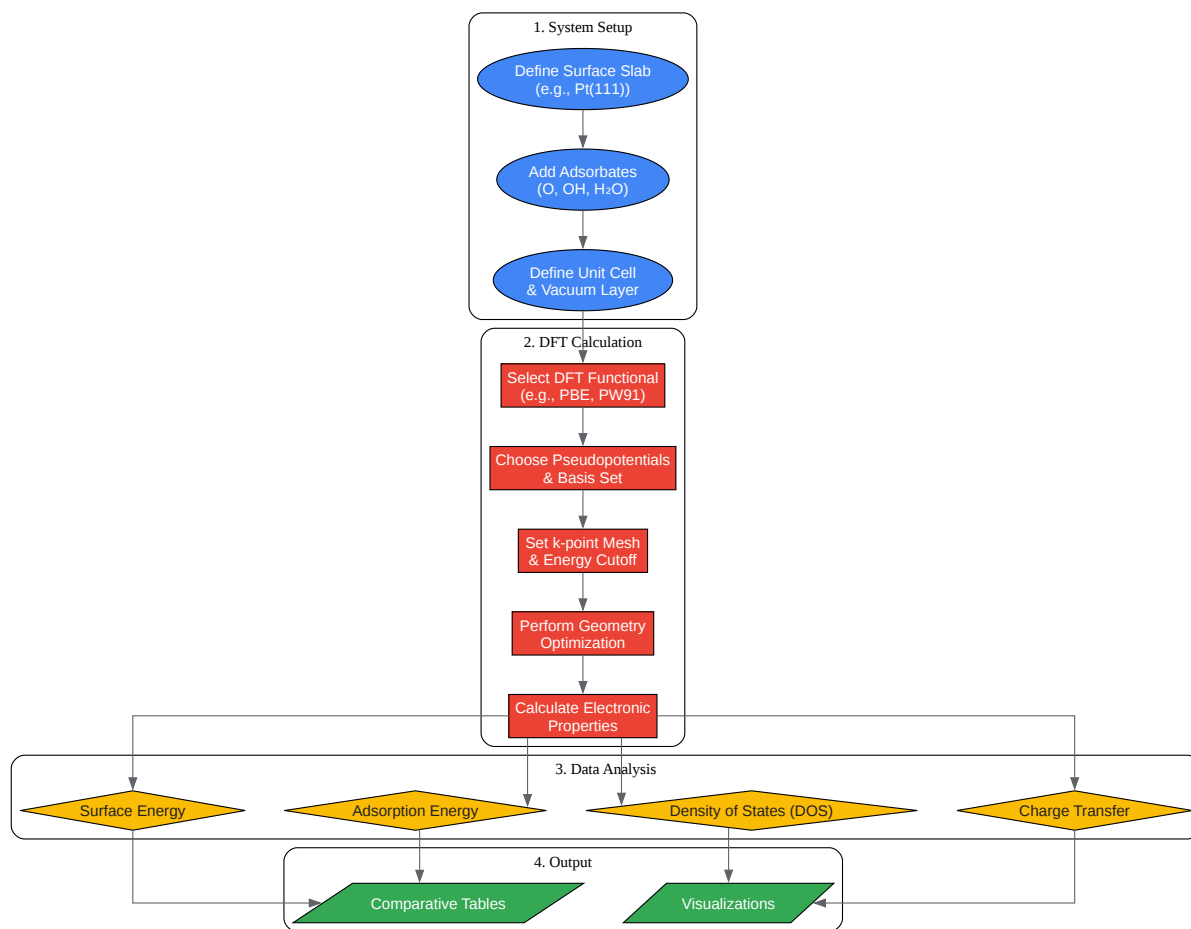 1. System Setup
Define Surface Slab
(e.g., Pt(111))
Add Adsorbates
(O, OH, H₂O)
Define Unit Cell
& Vacuum Layer
2. DFT Calculation
Select DFT Functional
(e.g., PBE, PW91)
Choose Pseudopotentials
& Basis Set
Set k-point Mesh
& Energy Cutoff
Perform Geometry
Optimization
Calculate Electronic
Properties
3. Data Analysis
Surface Energy
Adsorption Energy
Density of States (DOS)
Charge Transfer
4. Output
Comparative Tables
Visualizations